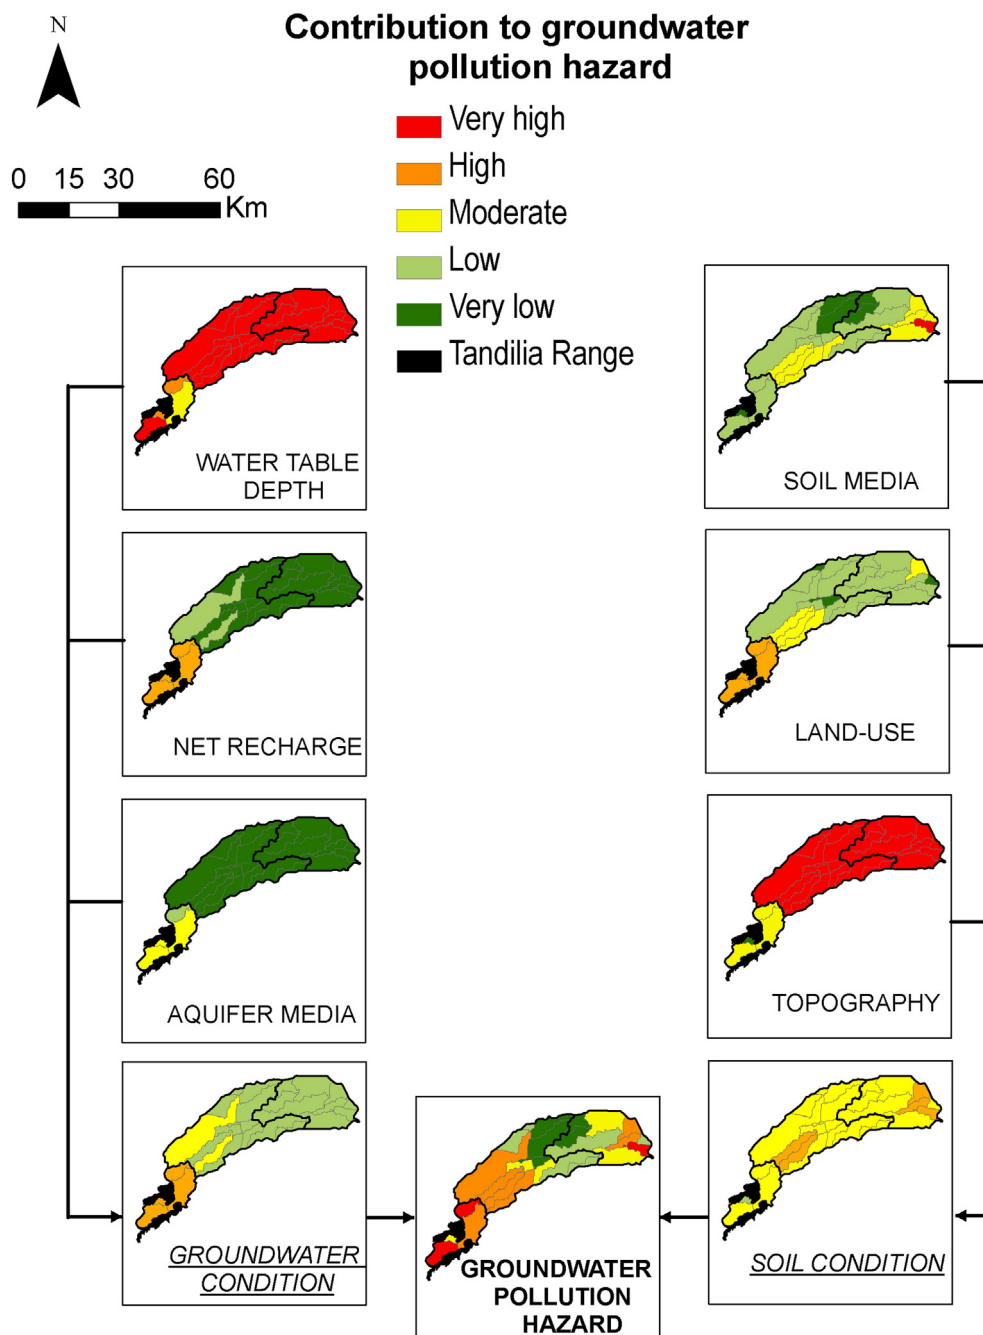 N
Contribution to groundwater
pollution hazard
0 15 30 60
Km
Very high
High
Moderate
Low
Very low
Tandilia Range
WATER TABLE
DEPTH
SOIL MEDIA
NET RECHARGE
LAND-USE
AQUIFER MEDIA
TOPOGRAPHY
GROUNDWATER
CONDITION
GROUNDWATER
POLLUTION
HAZARD
SOIL CONDITION